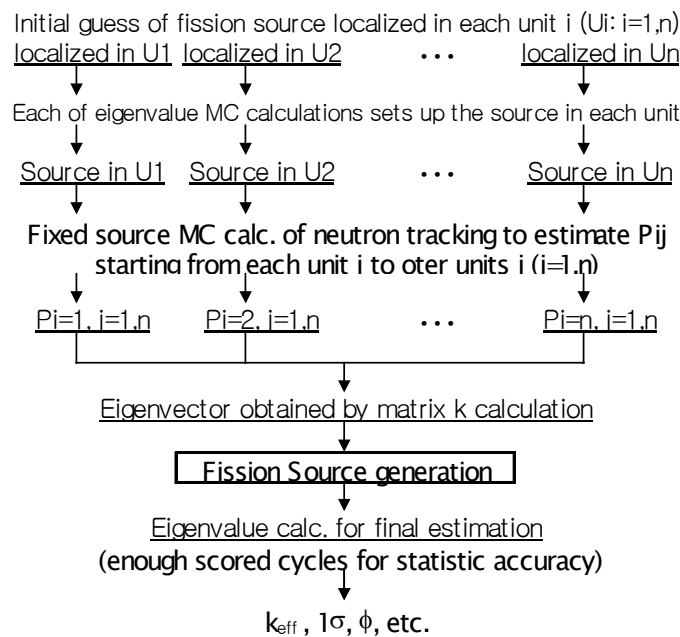 Initial guess of fission source localized in each unit i (Ui: i=1,n)
localized in U1 localized in U2 ··· localized in Un
Each of eigenvalue MC calculations sets up the source in each unit
Source in U1 Source in U2 ··· Source in Un
Fixed source MC calc. of neutron tracking to estimate Pij
starting from each unit i to oter units i (i=1,n)
Pi=1, j=1,n Pi=2, j=1,n ··· Pi=n, j=1,n
Eigenvector obtained by matrix k calculation
Fission Source generation
Eigenvalue calc. for final estimation
(enough scored cycles for statistic accuracy)
keff , 1σ, ϕ, etc.